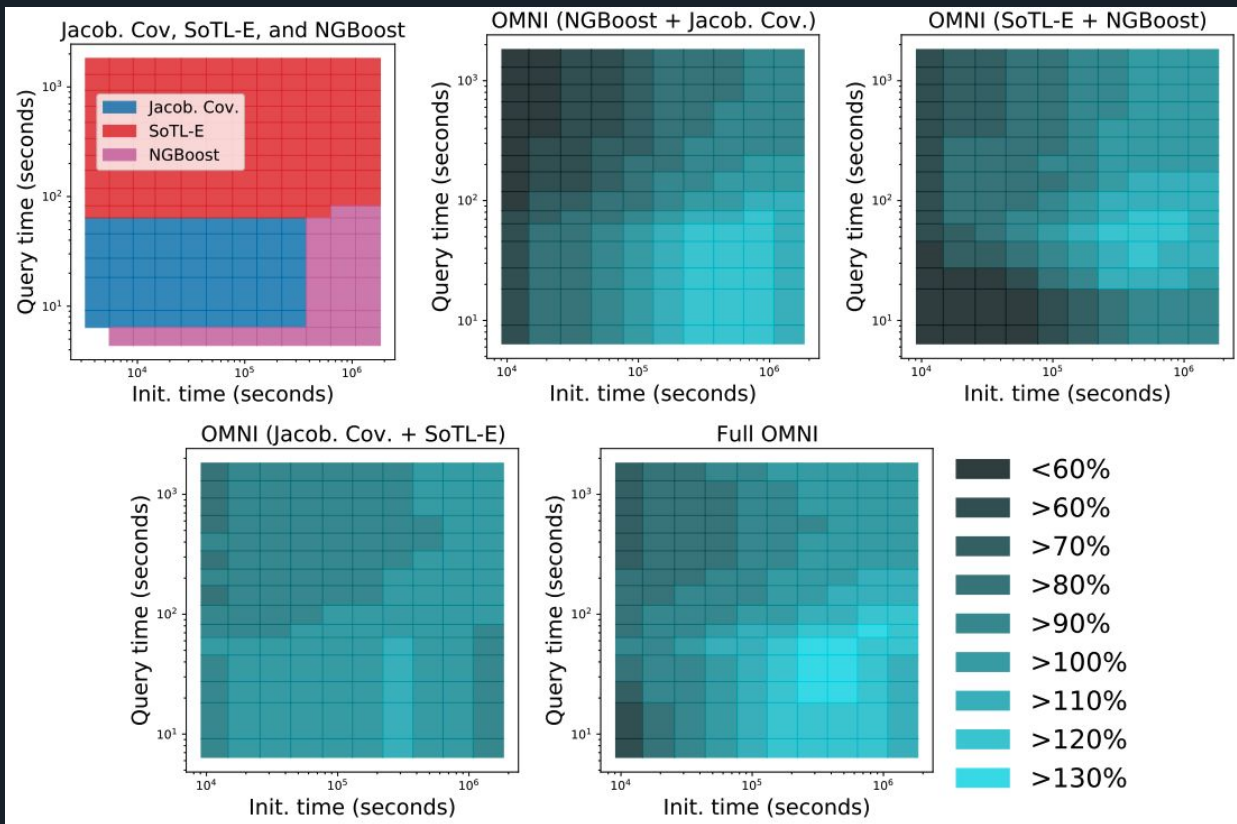 Jacob. Cov, SoTL-E, and NGBoost
Query time (seconds)
10³
10²
10¹
Jacob. Cov.
SoTL-E
NGBoost
10⁴
10⁵
10⁶
Init. time (seconds)
OMNI (NGBoost + Jacob. Cov.)
Query time (seconds)
10³
10²
10¹
10⁴
10⁵
10⁶
Init. time (seconds)
OMNI (SoTL-E + NGBoost)
Query time (seconds)
10³
10²
10¹
10⁴
10⁵
10⁶
Init. time (seconds)
OMNI (Jacob. Cov. + SoTL-E)
Query time (seconds)
10³
10²
10¹
10⁴
10⁵
10⁶
Init. time (seconds)
Full OMNI
Query time (seconds)
10³
10²
10¹
10⁴
10⁵
10⁶
Init. time (seconds)
<60%
>60%
>70%
>80%
>90%
>100%
>110%
>120%
>130%